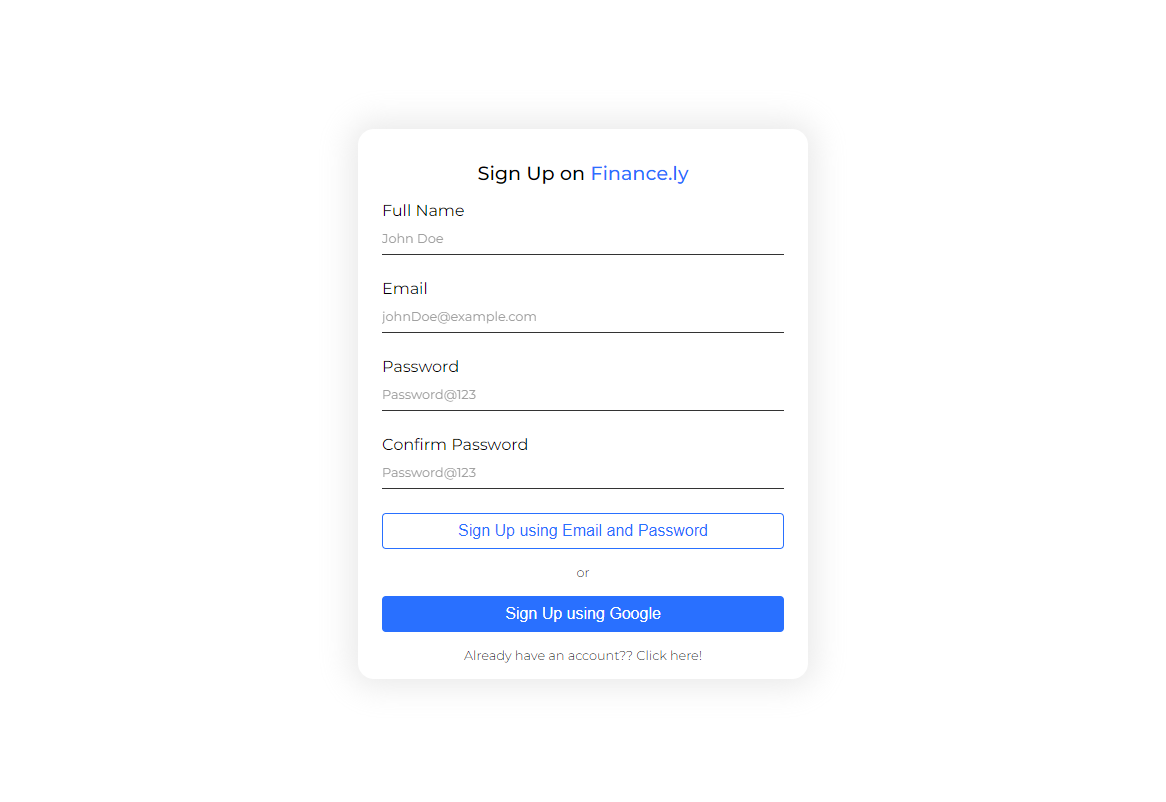 Sign Up on Finance.ly
Full Name
John Doe
Email
johnDoe@example.com
Password
Password@123
Confirm Password
Password@123
Sign Up using Email and Password
or
Sign Up using Google
Already have an account?? Click here!